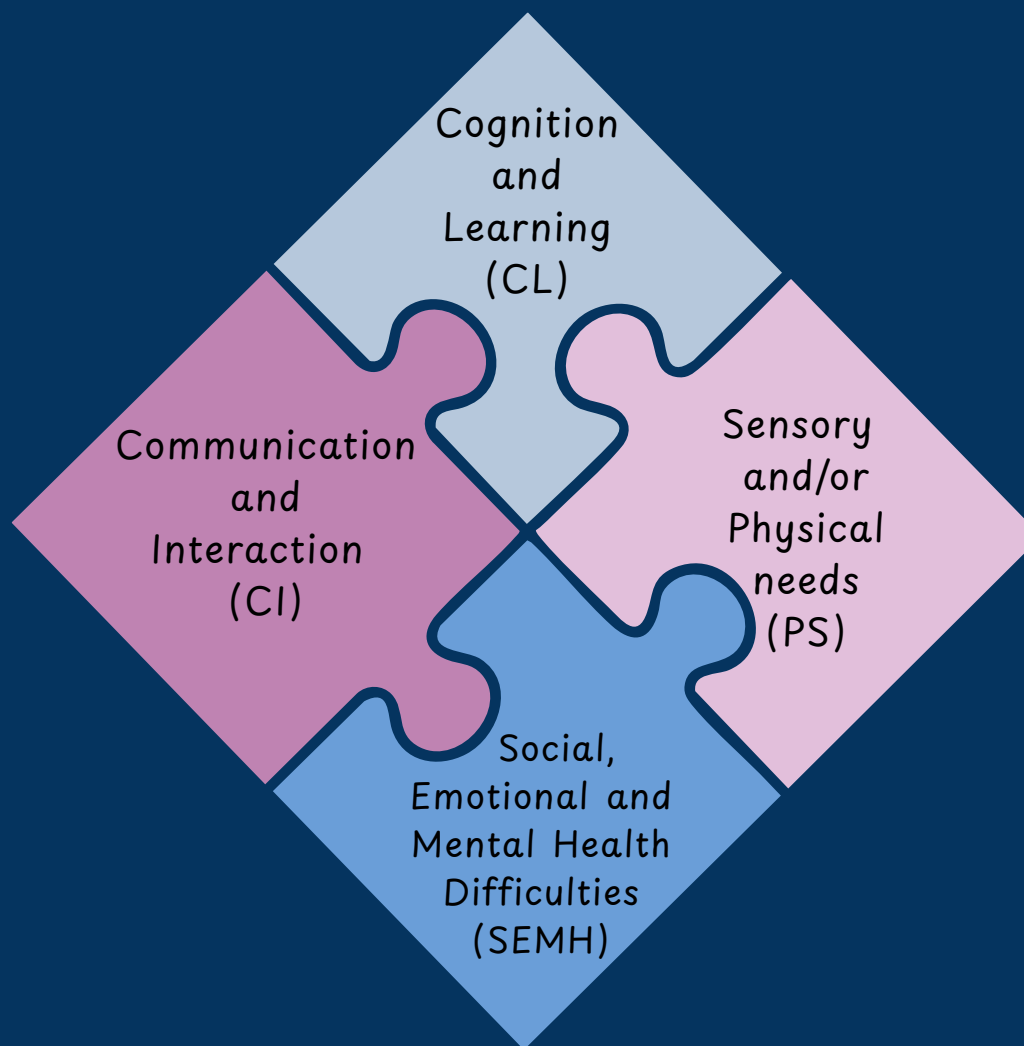 Cognition
and
Learning
(CL)
Communication
and
Interaction
(CI)
Sensory
and/or
Physical
needs
(PS)
Social,
Emotional and
Mental Health
Difficulties
(SEMH)